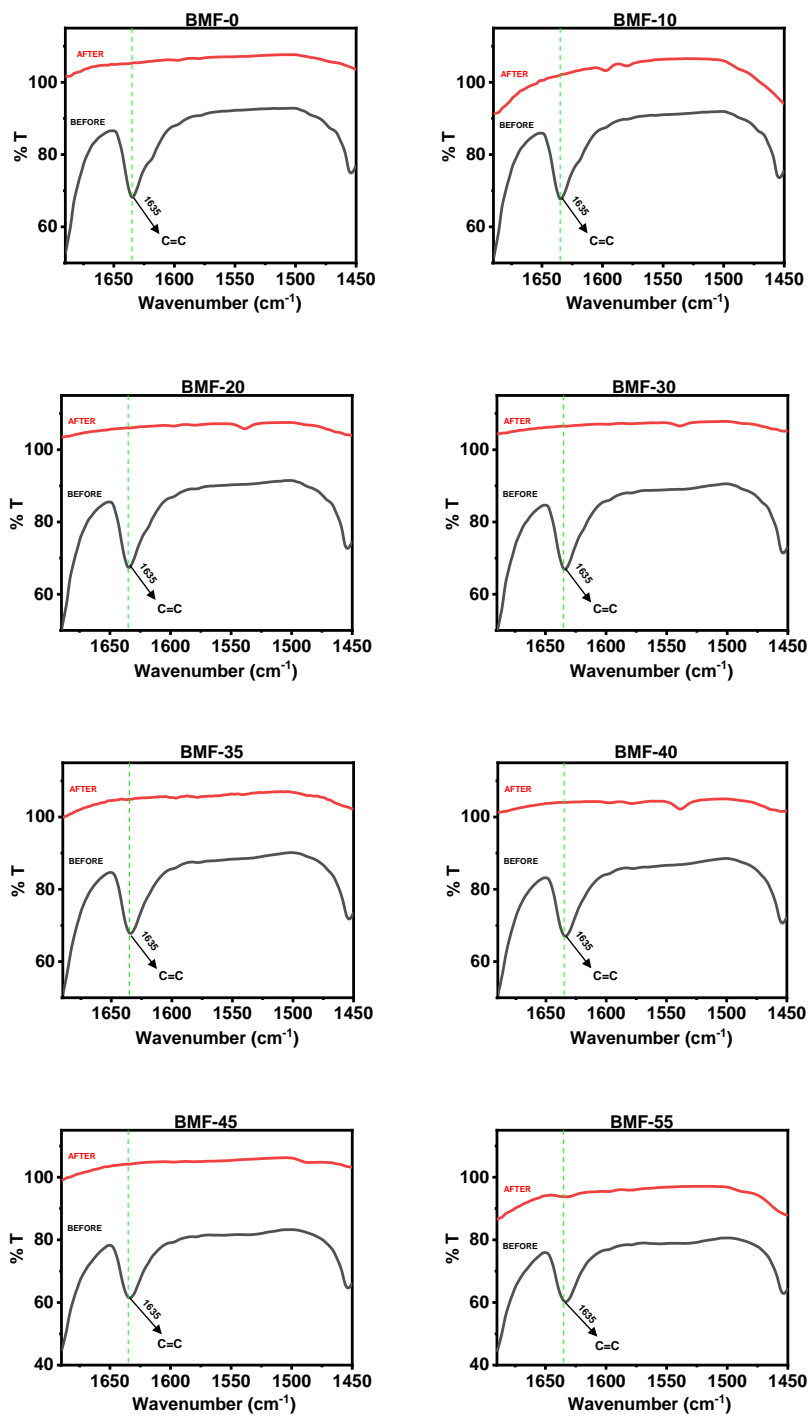 BMF-0
AFTER
BEFORE
% T
100
80
60
1635
C=C
1650 1600 1550 1500 1450
Wavenumber (cm⁻¹)
BMF-10
AFTER
BEFORE
% T
100
80
60
1635
C=C
1650 1600 1550 1500 1450
Wavenumber (cm⁻¹)
BMF-20
AFTER
BEFORE
% T
100
80
60
1635
C=C
1650 1600 1550 1500 1450
Wavenumber (cm⁻¹)
BMF-30
AFTER
BEFORE
% T
100
80
60
1635
C=C
1650 1600 1550 1500 1450
Wavenumber (cm⁻¹)
BMF-35
AFTER
BEFORE
% T
100
80
60
1635
C=C
1650 1600 1550 1500 1450
Wavenumber (cm⁻¹)
BMF-40
AFTER
BEFORE
% T
100
80
60
1635
C=C
1650 1600 1550 1500 1450
Wavenumber (cm⁻¹)
BMF-45
AFTER
BEFORE
% T
100
80
60
40
1635
C=C
1650 1600 1550 1500 1450
Wavenumber (cm⁻¹)
BMF-55
AFTER
BEFORE
% T
100
80
60
40
1635
C=C
1650 1600 1550 1500 1450
Wavenumber (cm⁻¹)